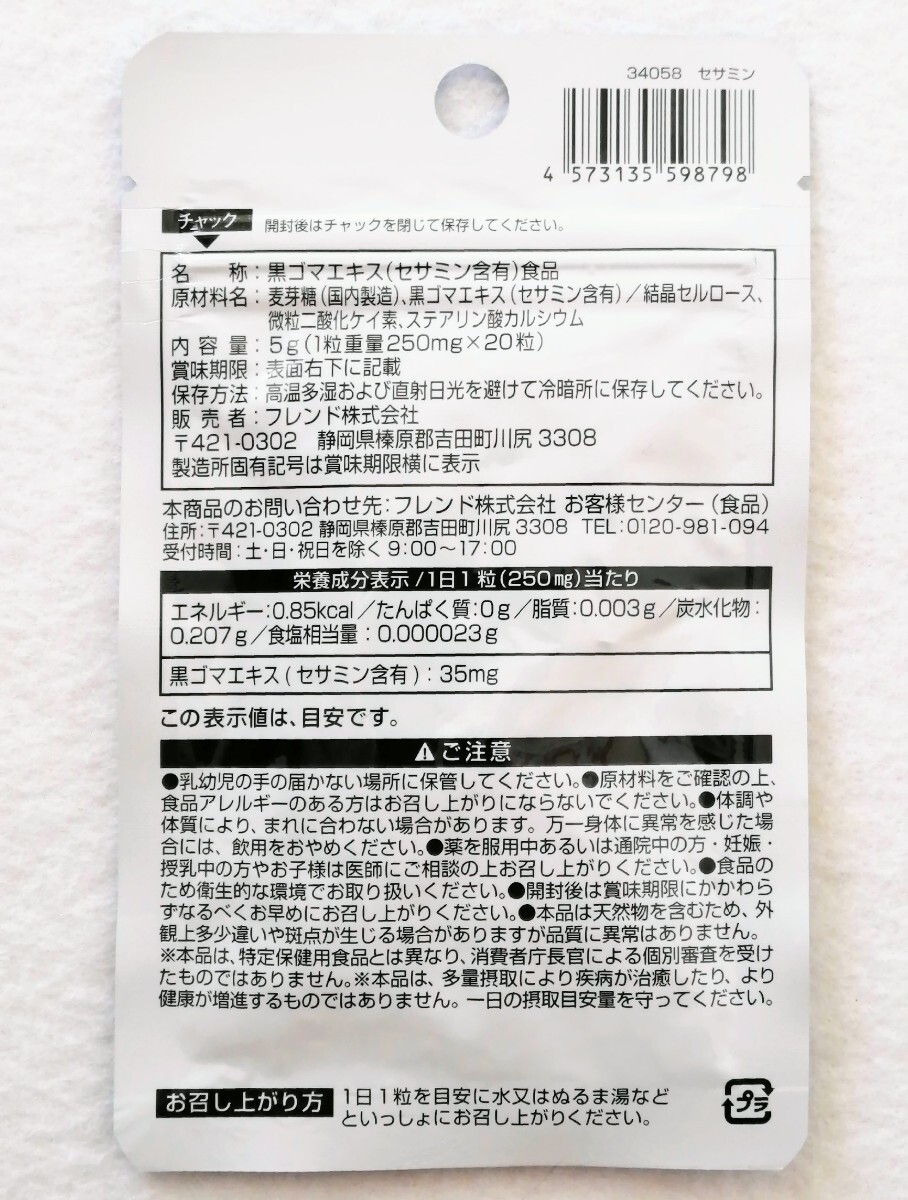 34058 セサミン
4 573135 598798
チャック 開封後はチャックを閉じて保存してください。
名 称：黒ゴマエキス(セサミン含有)食品
原材料名：麦芽糖(国内製造)、黒ゴマエキス(セサミン含有)／結晶セルロース、
微粒二酸化ケイ素、ステアリン酸カルシウム
内 容 量：5g(1粒重量250mg×20粒)
賞味期限：表面右下に記載
保存方法：高温多湿および直射日光を避けて冷暗所に保存してください。
販 売 者：フレンド株式会社
〒421-0302 静岡県榛原郡吉田町川尻3308
製造所固有記号は賞味期限横に表示
本商品のお問い合わせ先：フレンド株式会社 お客様センター(食品)
住所：〒421-0302 静岡県榛原郡吉田町川尻3308 TEL：0120-981-094
受付時間：土・日・祝日を除く9：00～17：00
栄養成分表示/1日1粒(250mg)当たり
エネルギー：0.85kcal／たんぱく質：0g／脂質：0.003g／炭水化物：
0.207g／食塩相当量：0.000023g
黒ゴマエキス(セサミン含有)：35mg
この表示値は、目安です。
⚠ご注意
●乳幼児の手の届かない場所に保管してください。●原材料をご確認の上、
食品アレルギーのある方はお召し上がりにならないでください。●体調や
体質により、まれに合わない場合があります。万一身体に異常を感じた場
合には、飲用をおやめください。●薬を服用中あるいは通院中の方・妊娠・
授乳中の方やお子様は医師にご相談の上お召し上がりください。●食品の
ため衛生的な環境でお取り扱いください。●開封後は賞味期限にかかわら
ずなるべくお早めにお召し上がりください。●本品は天然物を含むため、外
観上多少違いや斑点が生じる場合がありますが品質に異常はありません。
※本品は、特定保健用食品とは異なり、消費者庁長官による個別審査を受け
たものではありません。※本品は、多量摂取により疾病が治癒したり、より
健康が増進するものではありません。一日の摂取目安量を守ってください。
お召し上がり方 1日1粒を目安に水又はぬるま湯など
といっしょにお召し上がりください。
プラ